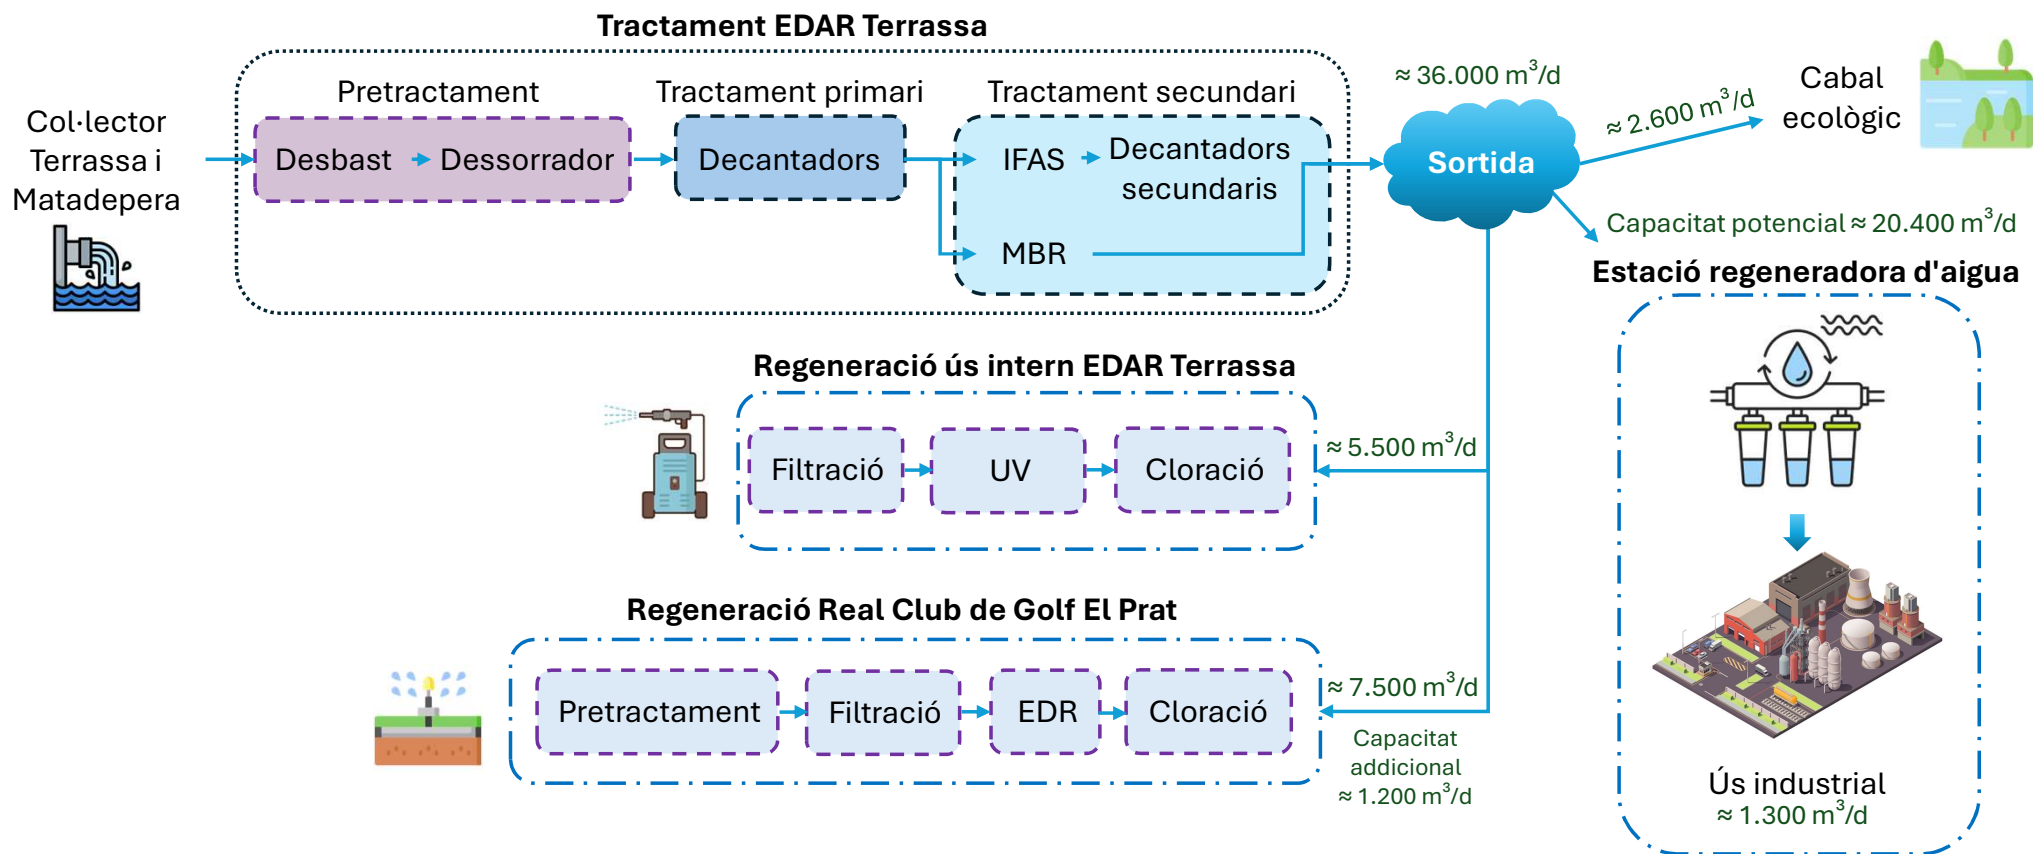 Tractament EDAR Terrassa
Col·lector
Terrassa i
Matadepera
Pretractament
Desbast
Dessorrador
Tractament primari
Decantadors
Tractament secundari
IFAS
Decantadors
secundaris
MBR
≈ 36.000 m³/d
Sortida
≈ 2.600 m³/d
Cabal
ecològic
Capacitat potencial ≈ 20.400 m³/d
Estació regeneradora d'aigua
Ús industrial
≈ 1.300 m³/d
Regeneració ús intern EDAR Terrassa
Filtració
UV
Cloració
≈ 5.500 m³/d
Regeneració Real Club de Golf El Prat
Pretractament
Filtració
EDR
Cloració
≈ 7.500 m³/d
Capacitat
addicional
≈ 1.200 m³/d